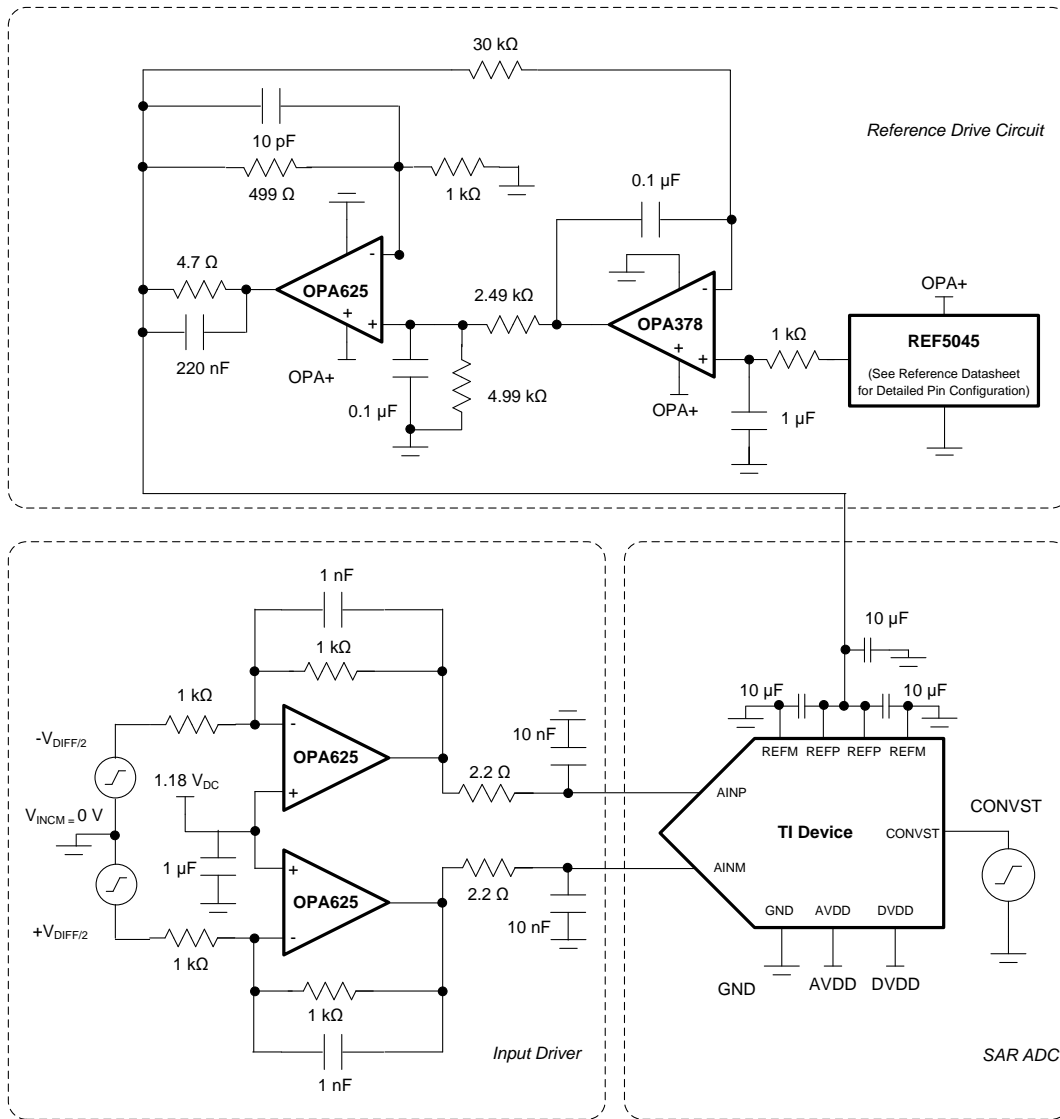 30 kΩ
Reference Drive Circuit
10 pF
499 Ω
1 kΩ
0.1 µF
4.7 Ω
-
OPA625
+
+
220 nF
OPA+
2.49 kΩ
-
OPA378
+
+
OPA+
0.1 µF
4.99 kΩ
1 kΩ
1 µF
OPA+
REF5045
(See Reference Datasheet
for Detailed Pin Configuration)
1 nF
1 kΩ
1 kΩ
-
OPA625
+
-VDIFF/2
VINCM = 0 V
+VDIFF/2
1.18 VDC
1 µF
+
OPA625
-
1 kΩ
1 kΩ
1 nF
2.2 Ω
10 nF
2.2 Ω
10 nF
Input Driver
10 µF
10 µF
10 µF
REFM
REFP
REFP
REFM
AINP
TI Device
CONVST
CONVST
AINM
GND
AVDD
DVDD
GND
AVDD
DVDD
SAR ADC